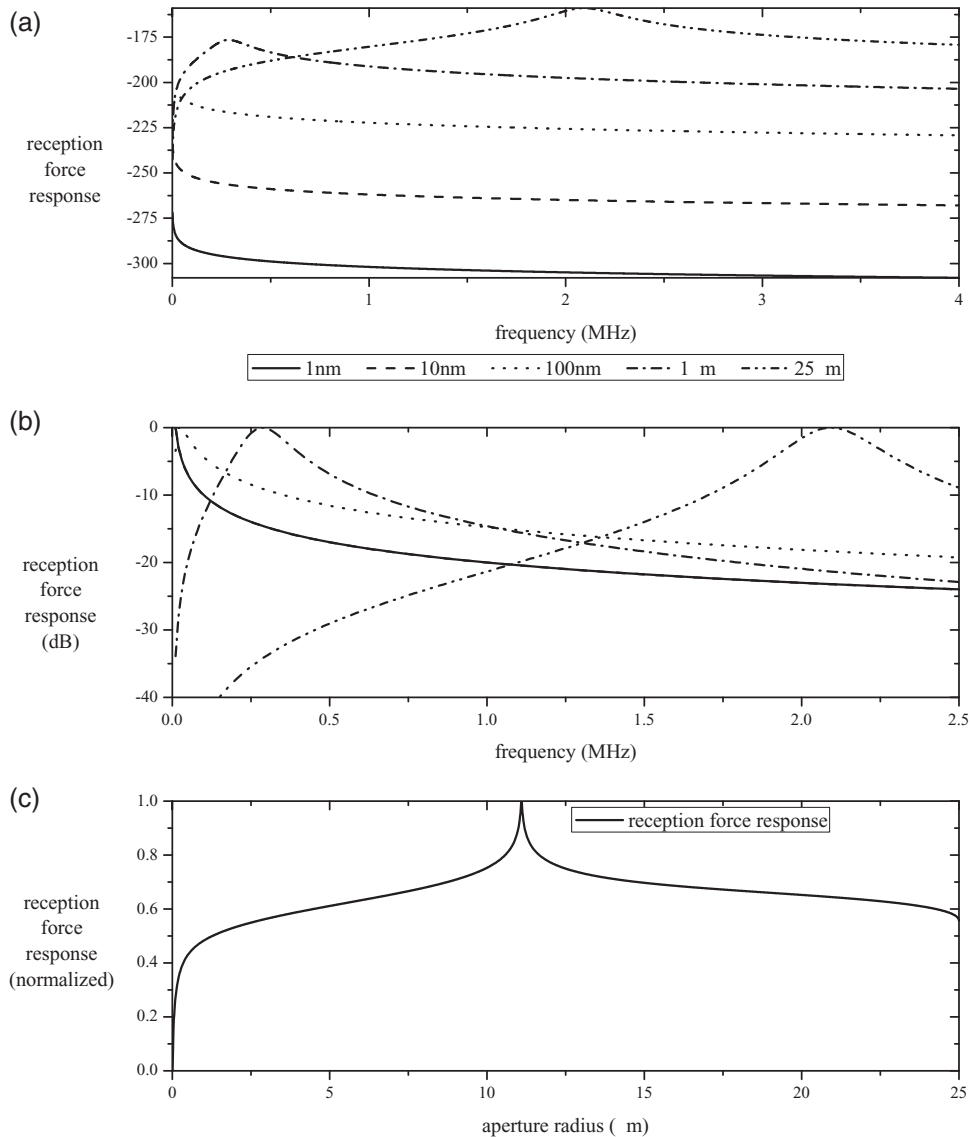 (a)
-175
-200
-225
-250
-275
-300
reception
force
response
0
1
2
3
4
frequency (MHz)
1nm 10nm 100nm 1 m 25 m
(b)
0
-10
-20
-30
-40
reception
force
response
(dB)
0.0
0.5
1.0
1.5
2.0
2.5
frequency (MHz)
(c)
1.0
0.8
0.6
0.4
0.2
0.0
reception
force
response
(normalized)
reception force response
0
5
10
15
20
25
aperture radius ( m)